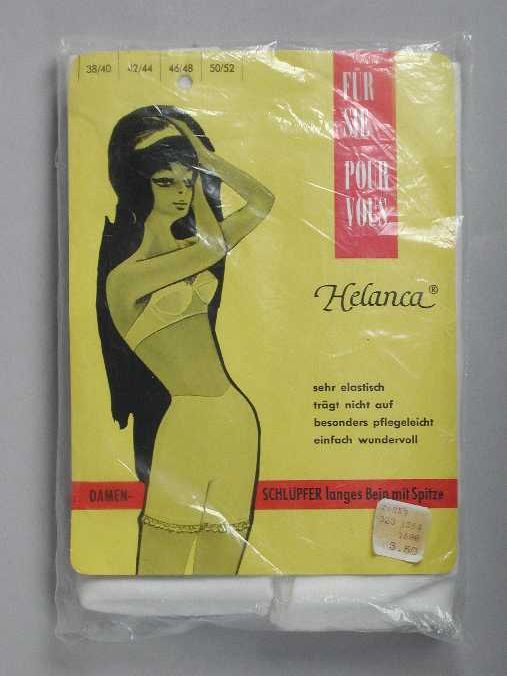 38/40 42/44 46/48 50/52
FÜR
SIE
POUR
VOUS
Helanca®
sehr elastisch
trägt nicht auf
besonders pflegeleicht
einfach wundervoll
DAMEN- SCHLÜPFER langes Bein mit Spitze